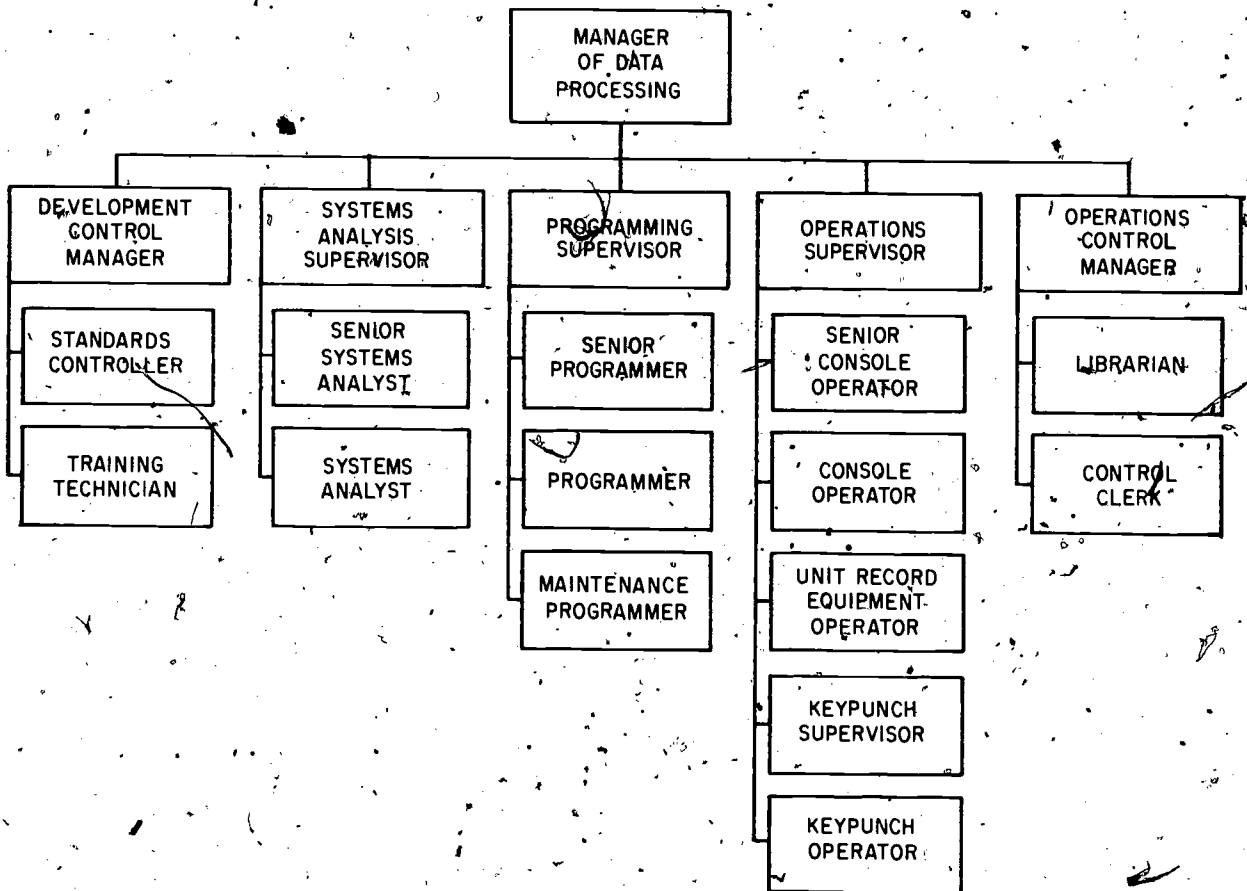 MANAGER
OF DATA
PROCESSING
DEVELOPMENT
CONTROL
MANAGER
STANDARDS
CONTROLLER
TRAINING
TECHNICIAN
SYSTEMS
ANALYSIS
SUPERVISOR
SENIOR
SYSTEMS
ANALYST
SYSTEMS
ANALYST
PROGRAMMING
SUPERVISOR
SENIOR
PROGRAMMER
PROGRAMMER
MAINTENANCE
PROGRAMMER
OPERATIONS
SUPERVISOR
SENIOR
CONSOLE
OPERATOR
CONSOLE
OPERATOR
UNIT RECORD
EQUIPMENT
OPERATOR
KEYPUNCH
SUPERVISOR
KEYPUNCH
OPERATOR
OPERATIONS
CONTROL
MANAGER
LIBRARIAN
CONTROL
CLERK